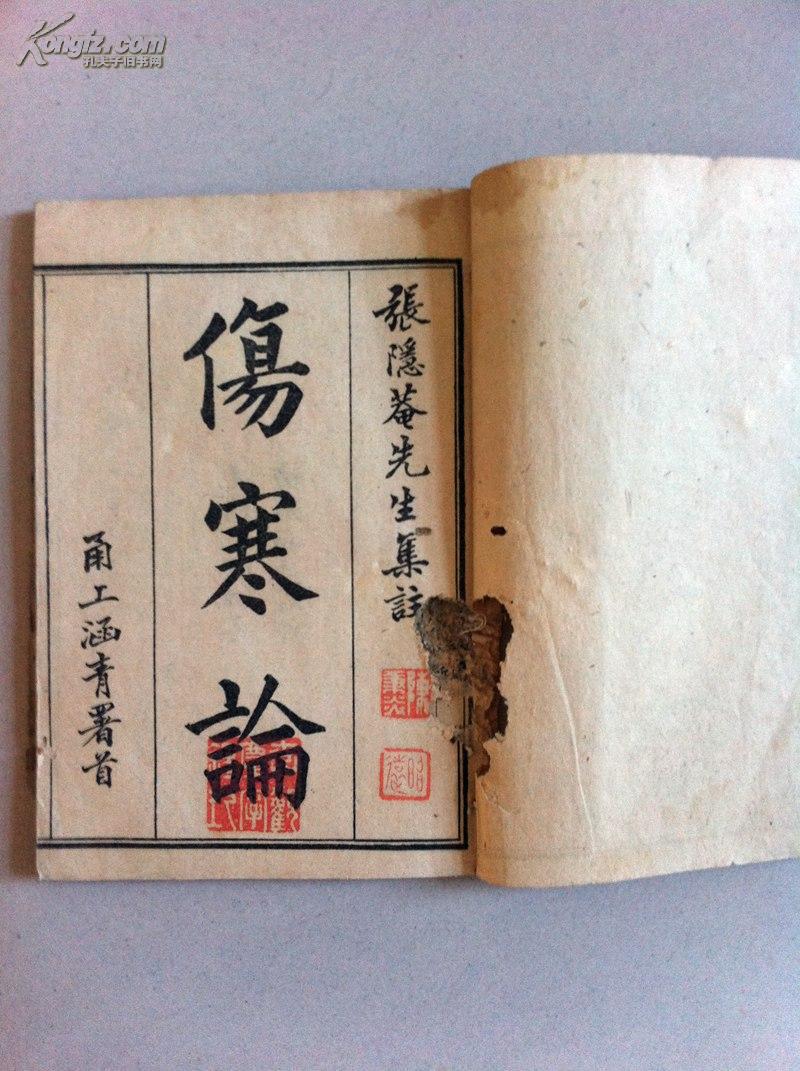 Kongfz.com
孔夫子旧书网
張隱菴先生集註
傷寒論
甬上涵青署首